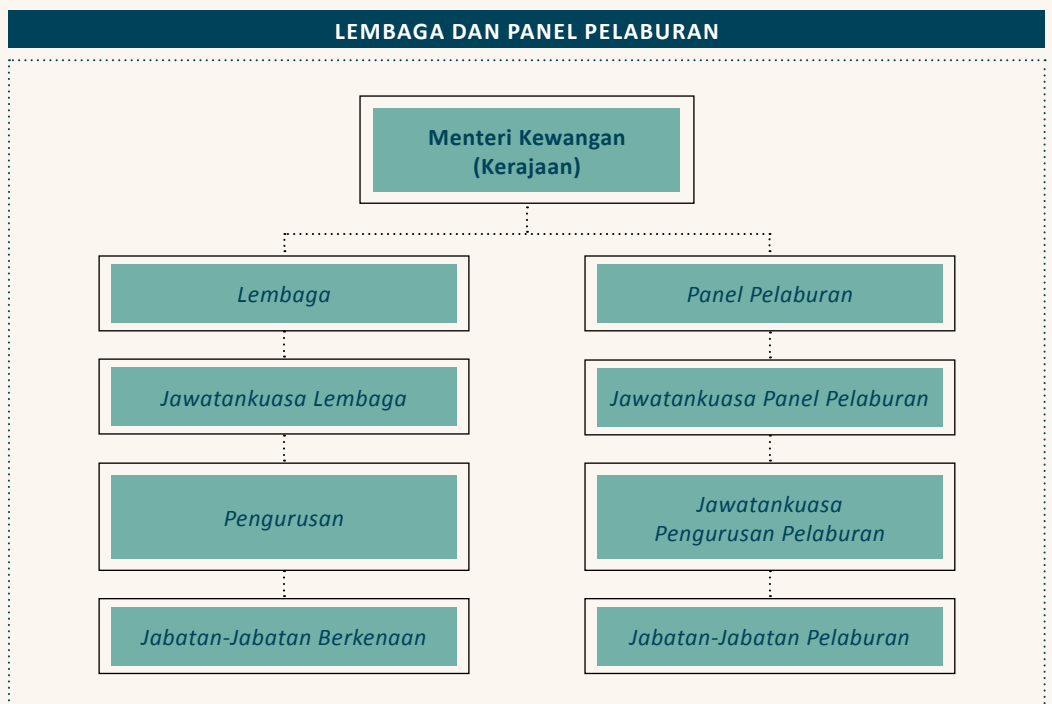 LEMBAGA DAN PANEL PELABURAN
Menteri Kewangan
(Kerajaan)
Lembaga
Panel Pelaburan
Jawatankuasa Lembaga
Jawatankuasa Panel Pelaburan
Pengurusan
Jawatankuasa
Pengurusan Pelaburan
Jabatan-Jabatan Berkenaan
Jabatan-Jabatan Pelaburan